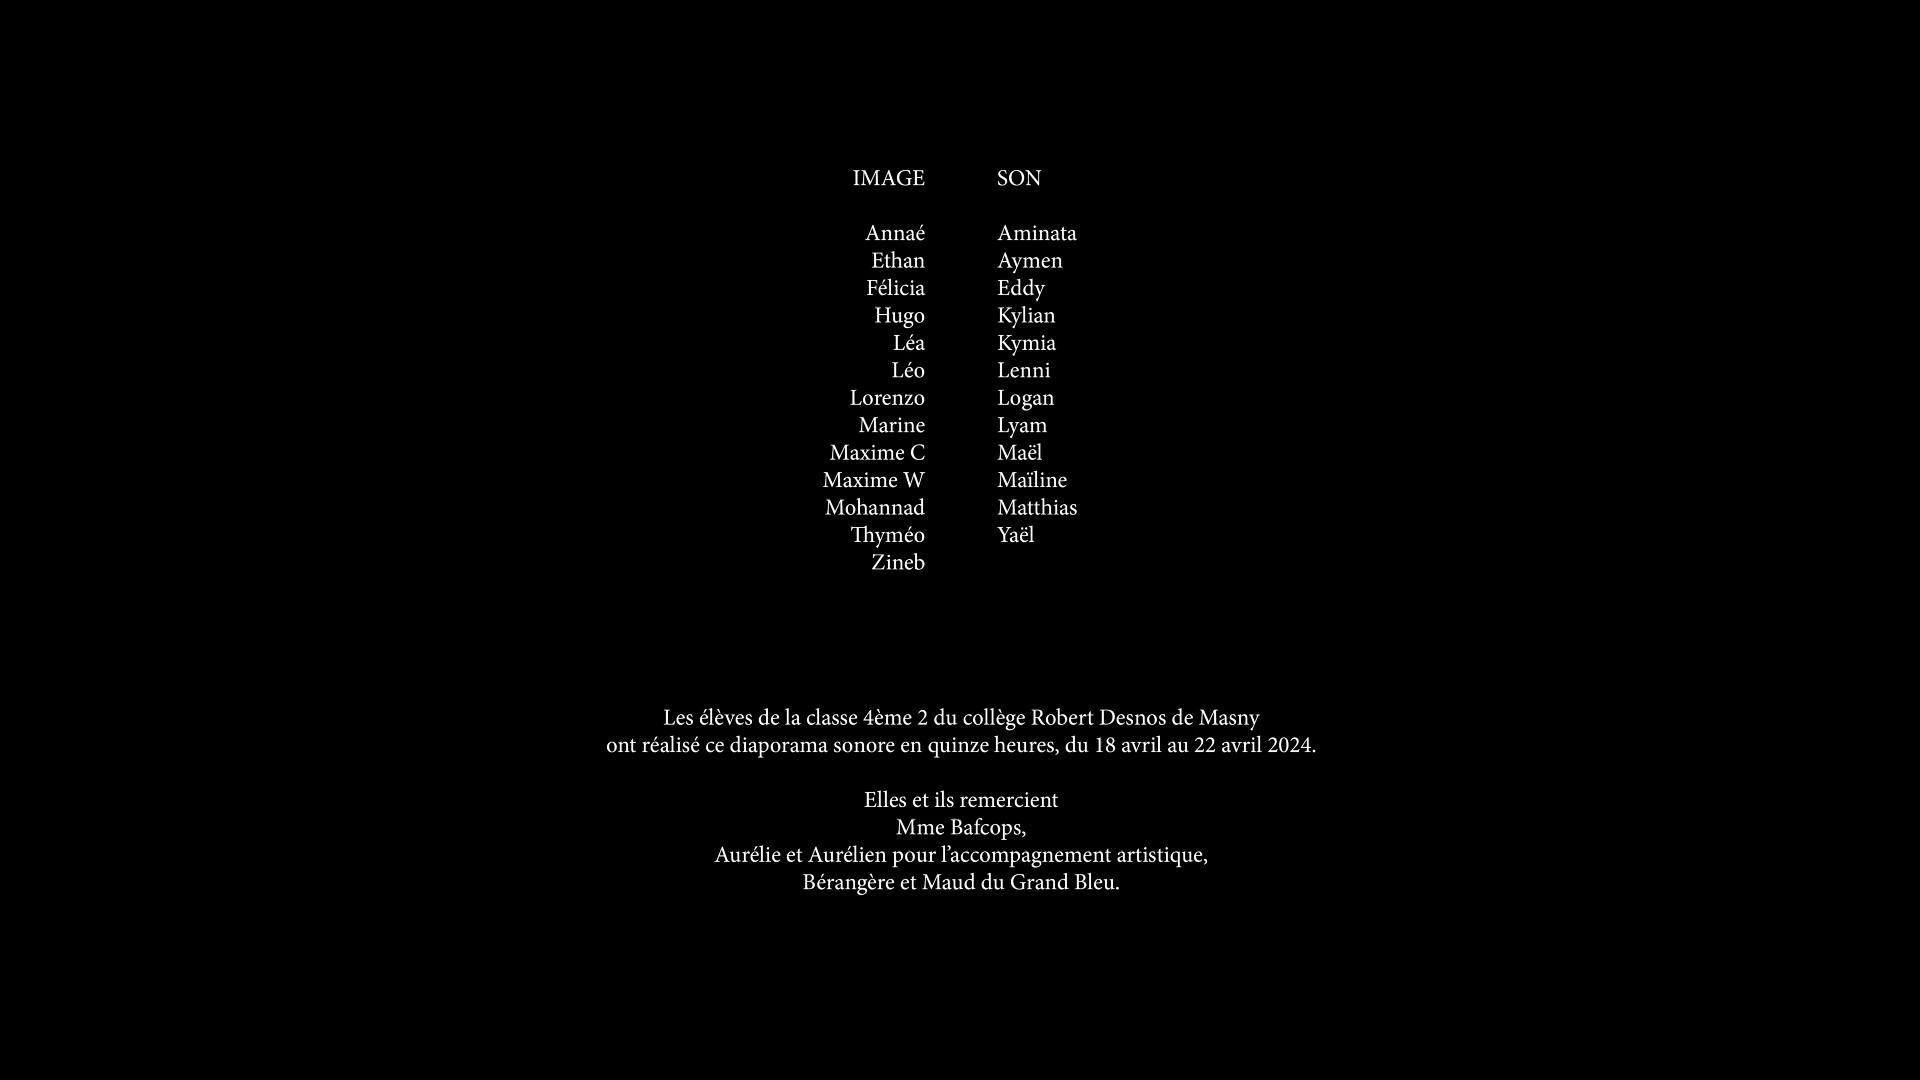 IMAGE SON
Annaé Aminata
Ethan Aymen
Félicia Eddy
Hugo Kylian
Léa Kymia
Léo Lenni
Lorenzo Logan
Marine Lyam
Maxime C Maël
Maxime W Maïline
Mohannad Matthias
Thyméo Yaël
Zineb
Les élèves de la classe 4ème 2 du collège Robert Desnos de Masny
ont réalisé ce diaporama sonore en quinze heures, du 18 avril au 22 avril 2024.
Elles et ils remercient
Mme Bafcops,
Aurélie et Aurélien pour l’accompagnement artistique,
Bérangère et Maud du Grand Bleu.